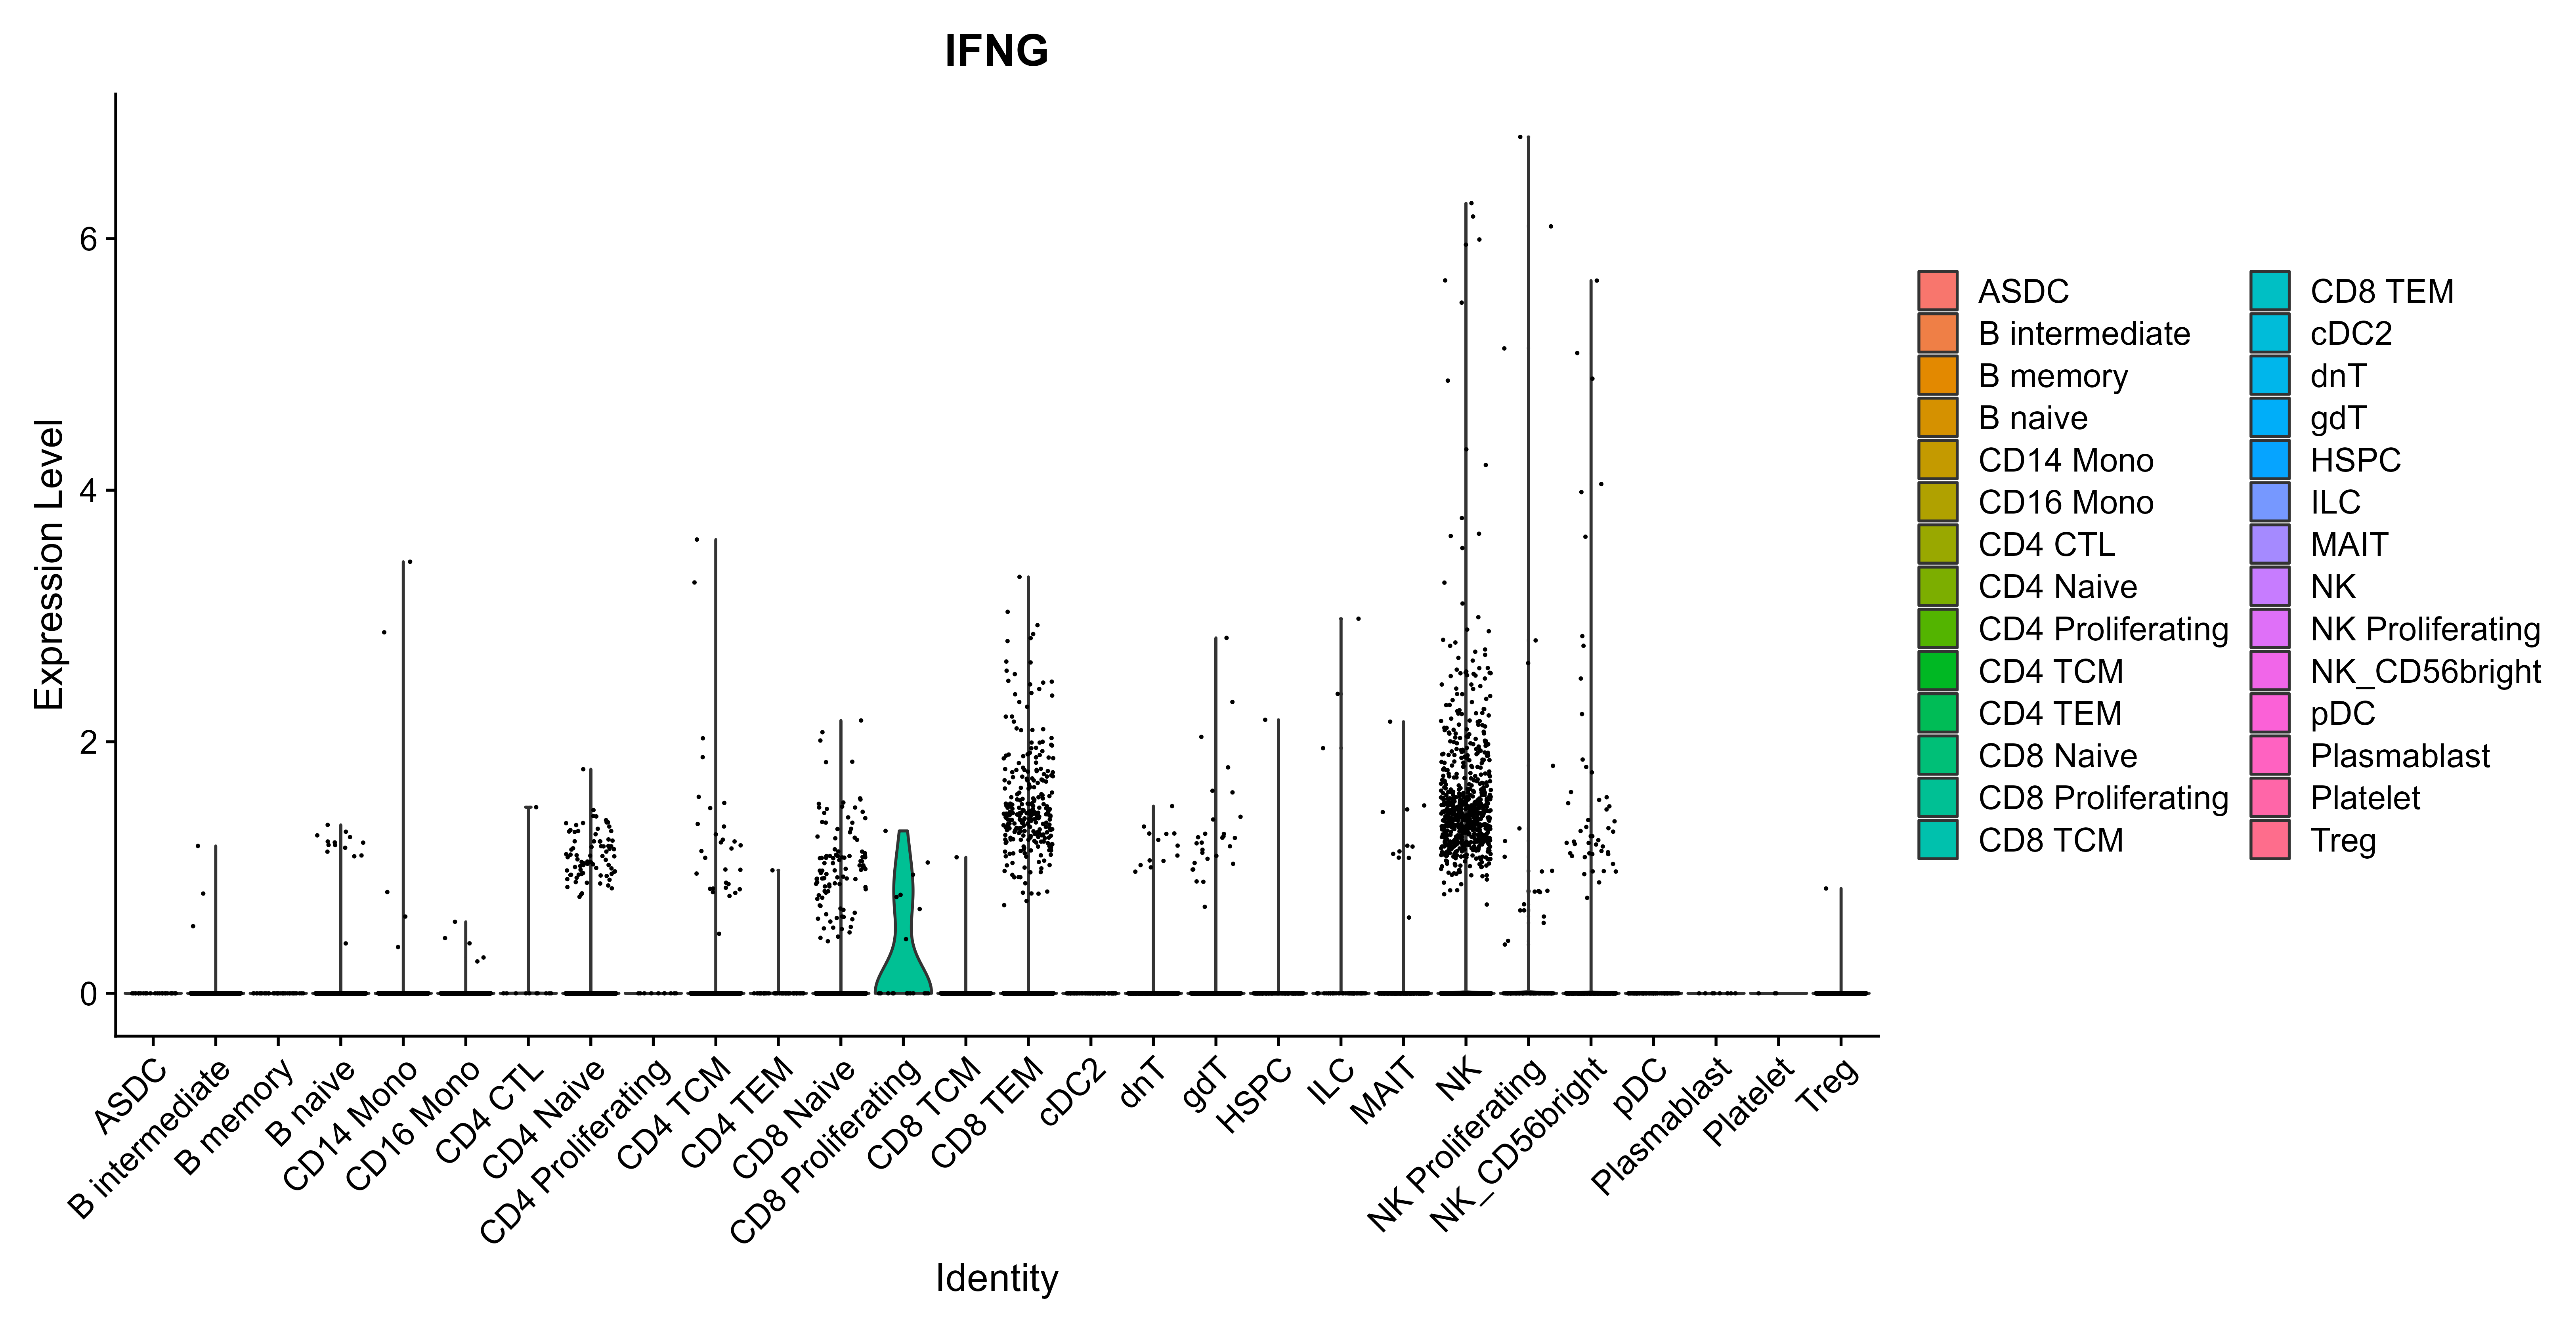 IFNG
Expression Level
6
4
2
0
ASDC
B intermediate
B memory
B naive
CD14 Mono
CD16 Mono
CD4 CTL
CD4 Naive
CD4 Proliferating
CD4 TCM
CD4 TEM
CD8 Naive
CD8 Proliferating
CD8 TCM
CD8 TEM
cDC2
dnT
gdT
HSPC
ILC
MAIT
NK
NK Proliferating
NK_CD56bright
pDC
Plasmablast
Platelet
Treg
Identity
ASDC
B intermediate
B memory
B naive
CD14 Mono
CD16 Mono
CD4 CTL
CD4 Naive
CD4 Proliferating
CD4 TCM
CD4 TEM
CD8 Naive
CD8 Proliferating
CD8 TCM
CD8 TEM
cDC2
dnT
gdT
HSPC
ILC
MAIT
NK
NK Proliferating
NK_CD56bright
pDC
Plasmablast
Platelet
Treg